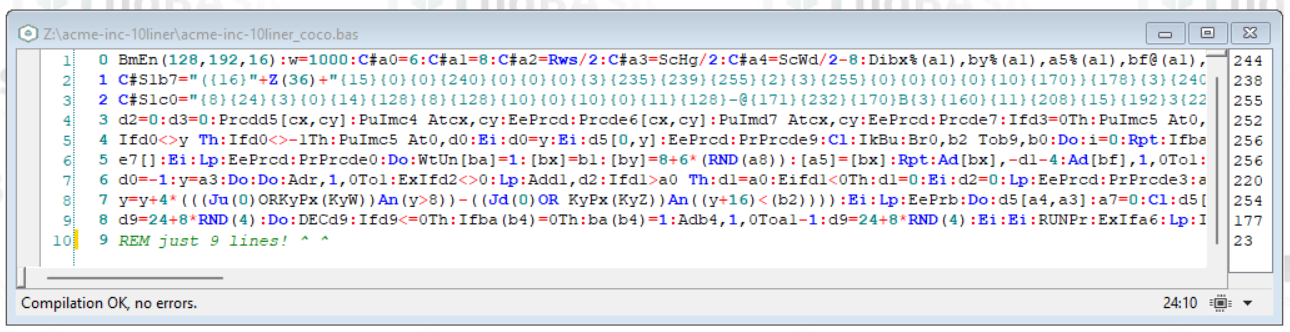 Z:\acme-inc-10liner\acme-inc-10liner_coco.bas
1 0 BmEn(128,192,16):w=1000:C#a0=6:C#a1=8:C#a2=Rws/2:C#a3=ScHg/2:C#a4=ScWd/2-8:Dibx%(a1),by%(a1),a5%(a1),bf@(a1), 244
2 1 C#S1b7="({16}"+Z(36)+"{15}{0}{0}{240}{0}{0}{0}{3}{235}{239}{255}{2}{3}{255}{0}{0}{0}{0}{10}{170}}{178}{3}{240 238
3 2 C#S1c0="{8}{24}{3}{0}{14}{128}{8}{128}{10}{0}{10}{0}{11}{128}-@{171}{232}{170}B{3}{160}{11}{208}{15}{192}3{22 255
4 3 d2=0:d3=0:Prcdd5[cx,cy]:PuImc4 Atcx,cy:EePrcd:Prcde6[cx,cy]:PuImd7 Atcx,cy:EePrcd:Prcde7:Ifd3=0Th:PuImc5 At0, 252
5 4 Ifd0<>y Th:Ifd0<>-1Th:PuImc5 At0,d0:Ei:d0=y:Ei:d5[0,y]:EePrcd:PrPrcde9:Cl:IkBu:Br0,b2 Tob9,b0:Do:i=0:Rpt:Ifba 256
6 5 e7[]:Ei:Lp:EePrcd:PrPrcde0:Do:WtUn[ba]=1:[bx]=b1:[by]=8+6*(RND(a8)):[a5]=[bx]:Rpt:Ad[bx],-d1-4:Ad[bf],1,0To1: 256
7 6 d0=-1:y=a3:Do:Do:Adr,1,0To1:ExIfd2<>0:Lp:Add1,d2:Ifd1>a0 Th:d1=a0:Eifd1<0Th:d1=0:Ei:d2=0:Lp:EePrcd:PrPrcde3:a 220
8 7 y=y+4*(((Ju(0)ORKyPx(KyW))An(y>8))-((Jd(0)OR KyPx(KyZ))An((y+16)<(b2)))):Ei:Lp:EePrb:Do:d5[a4,a3]:a7=0:Cl:d5[ 254
9 8 d9=24+8*RND(4):Do:DECd9:Ifd9<=0Th:Ifba(b4)=0Th:ba(b4)=1:Adb4,1,0Toa1-1:d9=24+8*RND(4):Ei:Ei:RUNPr:ExIfa6:Lp:I 177
10 9 REM just 9 lines! ^ ^ 23
Compilation OK, no errors. 24:10